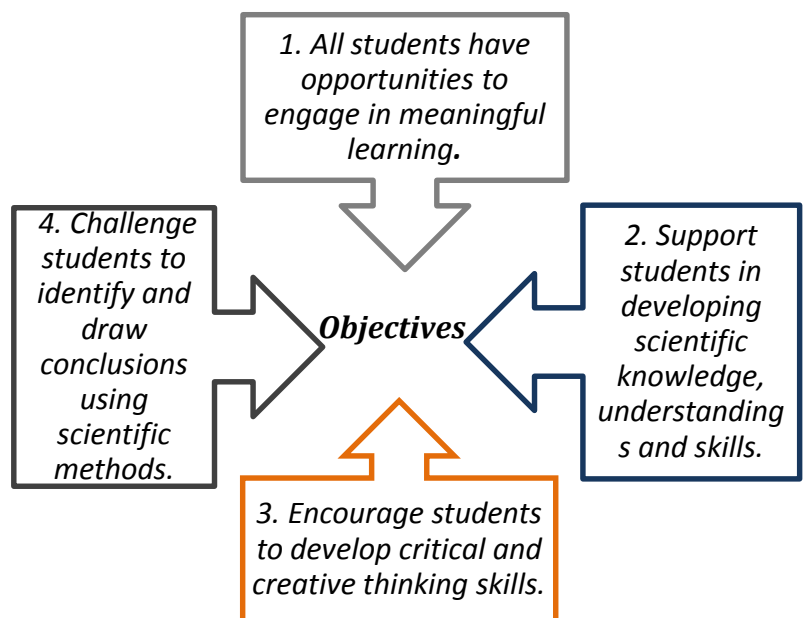 1. All students have
opportunities to
engage in meaningful
learning.
4. Challenge
students to
identify and
draw
conclusions
using
scientific
methods.
Objectives
2. Support
students in
developing
scientific
knowledge,
understanding
s and skills.
3. Encourage students
to develop critical and
creative thinking skills.